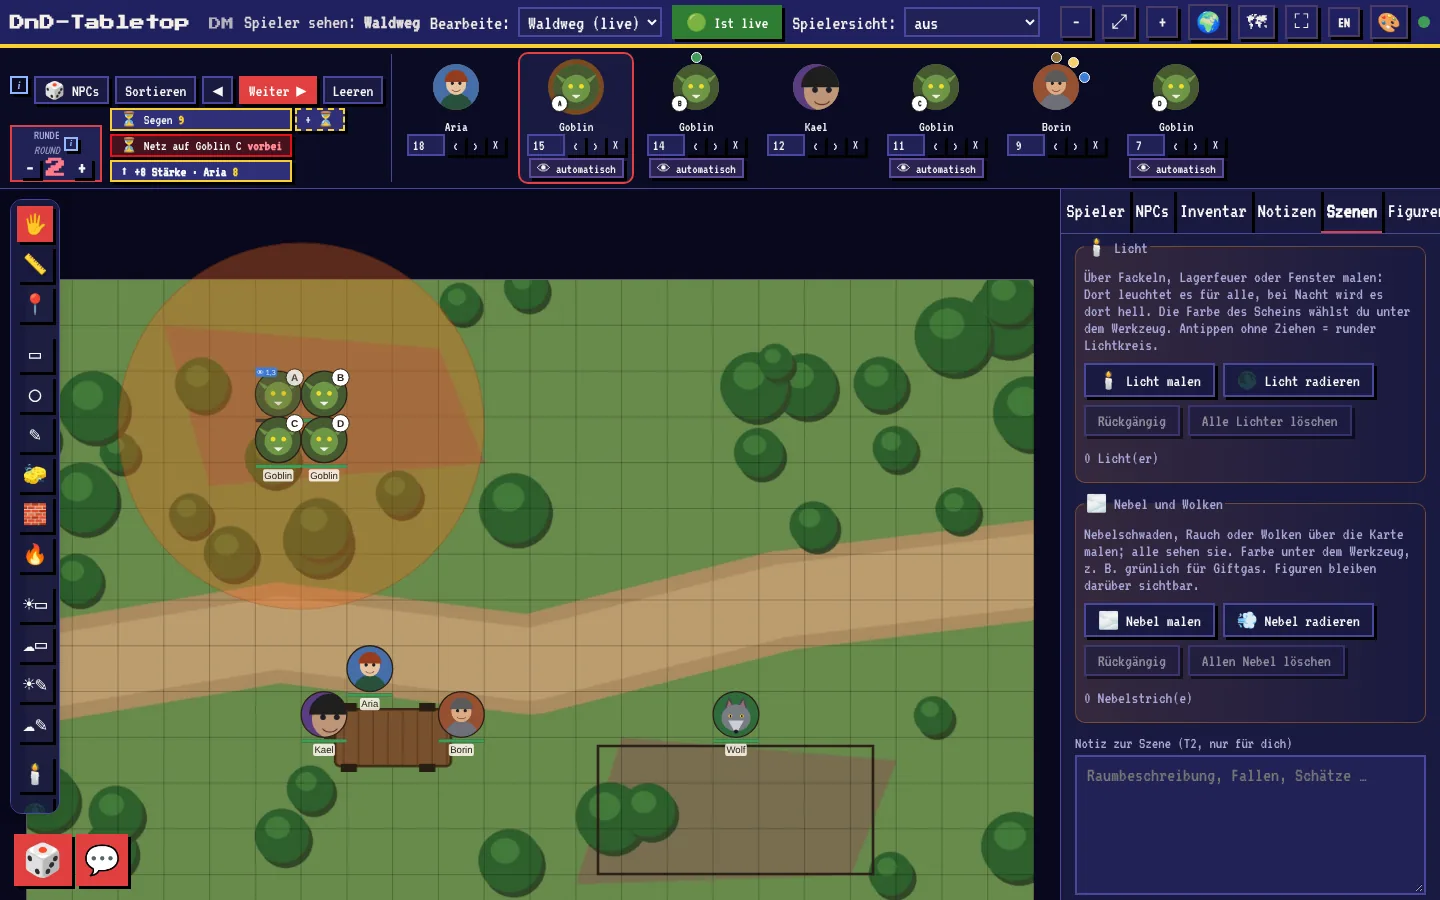 DnD-Tabletop DM Spieler sehen: Waldweg Bearbeite: Waldweg (live) Ist live Spielersicht: aus - + EN
i NPCs Sortieren ◀ Weiter ▶ Leeren
RUNDE
ROUND i
- 2 +
Segen 9 +
Netz auf Goblin C vorbei
↑ +8 Stärke · Aria 8
Aria
18 ‹ › X
A
Goblin
15 ‹ › X
automatisch
B
Goblin
14 ‹ › X
automatisch
Kael
12 ‹ › X
C
Goblin
11 ‹ › X
automatisch
Borin
9 ‹ › X
D
Goblin
7 ‹ › X
automatisch
1,3
A B
C D
Goblin Goblin
Aria
Kael Borin
Wolf
Spieler NPCs Inventar Notizen Szenen Figuren
Licht
Über Fackeln, Lagerfeuer oder Fenster malen:
Dort leuchtet es für alle, bei Nacht wird es
dort hell. Die Farbe des Scheins wählst du unter
dem Werkzeug. Antippen ohne Ziehen = runder
Lichtkreis.
Licht malen Licht radieren
Rückgängig Alle Lichter löschen
0 Licht(er)
Nebel und Wolken
Nebelschwaden, Rauch oder Wolken über die Karte
malen; alle sehen sie. Farbe unter dem Werkzeug,
z. B. grünlich für Giftgas. Figuren bleiben
darüber sichtbar.
Nebel malen Nebel radieren
Rückgängig Allen Nebel löschen
0 Nebelstrich(e)
Notiz zur Szene (T2, nur für dich)
Raumbeschreibung, Fallen, Schätze …